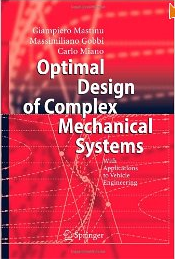 Giampiero Mastinu
Massimiliano Gobbi
Carlo Miano
Optimal
Design
of Complex
Mechanical
Systems
With
Applications
to Vehicle
Engineering
Springer